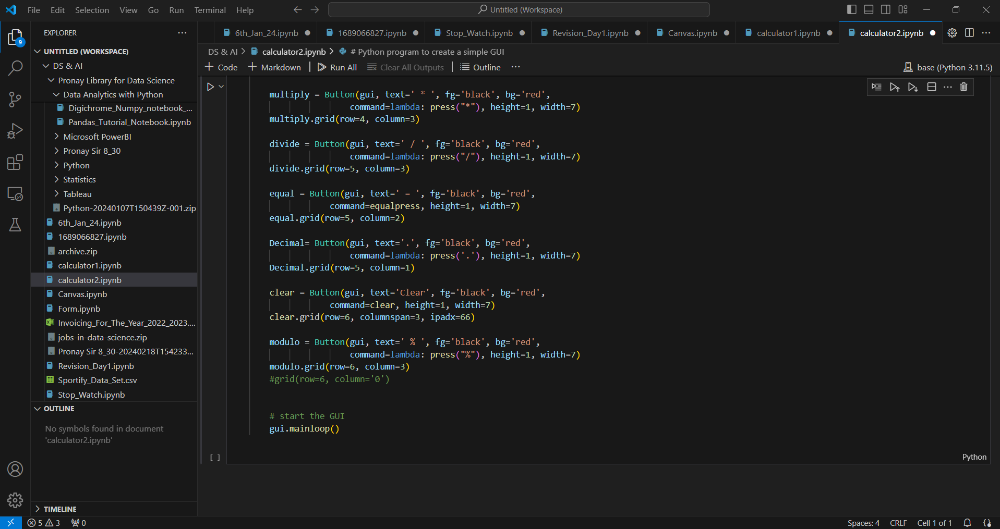 File Edit Selection View Go Run Terminal Help
Untitled (Workspace)
EXPLORER
6th_Jan_24.ipynb
1689066827.ipynb
Stop_Watch.ipynb
Revision_Day1.ipynb
Canvas.ipynb
calculator1.ipynb
calculator2.ipynb
9
UNTITLED (WORKSPACE)
DS & AI
Pronay Library for Data Science
Data Analytics with Python
Digichrome_Numpy_notebook_...
Pandas_Tutorial_Notebook.ipynb
Microsoft PowerBI
Pronay Sir 8_30
Python
Statistics
Tableau
Python-20240107T150439Z-001.zip
6th_Jan_24.ipynb
1689066827.ipynb
archive.zip
calculator1.ipynb
calculator2.ipynb
Canvas.ipynb
Form.ipynb
Invoicing_For_The_Year_2022_2023....
jobs-in-data-science.zip
Pronay Sir 8_30-20240218T154233...
Revision_Day1.ipynb
Sportify_Data_Set.csv
Stop_Watch.ipynb
OUTLINE
No symbols found in document
'calculator2.ipynb'
TIMELINE
DS & AI > calculator2.ipynb > # Python program to create a simple GUI
+ Code + Markdown | Run All Clear All Outputs | Outline ...
base (Python 3.11.5)
multiply = Button(gui, text=' * ', fg='black', bg='red',
command=lambda: press("*"), height=1, width=7)
multiply.grid(row=4, column=3)
divide = Button(gui, text=' / ', fg='black', bg='red',
command=lambda: press("/"), height=1, width=7)
divide.grid(row=5, column=3)
equal = Button(gui, text=' = ', fg='black', bg='red',
command=equalpress, height=1, width=7)
equal.grid(row=5, column=2)
Decimal= Button(gui, text='.', fg='black', bg='red',
command=lambda: press('.'), height=1, width=7)
Decimal.grid(row=5, column=1)
clear = Button(gui, text='Clear', fg='black', bg='red',
command=clear, height=1, width=7)
clear.grid(row=6, columnspan=3, ipadx=66)
modulo = Button(gui, text=' % ', fg='black', bg='red',
command=lambda: press("%"), height=1, width=7)
modulo.grid(row=6, column=3)
#grid(row=6, column='0')
# start the GUI
gui.mainloop()
[ ]
Python
5 3 0
Spaces: 4 CRLF Cell 1 of 1